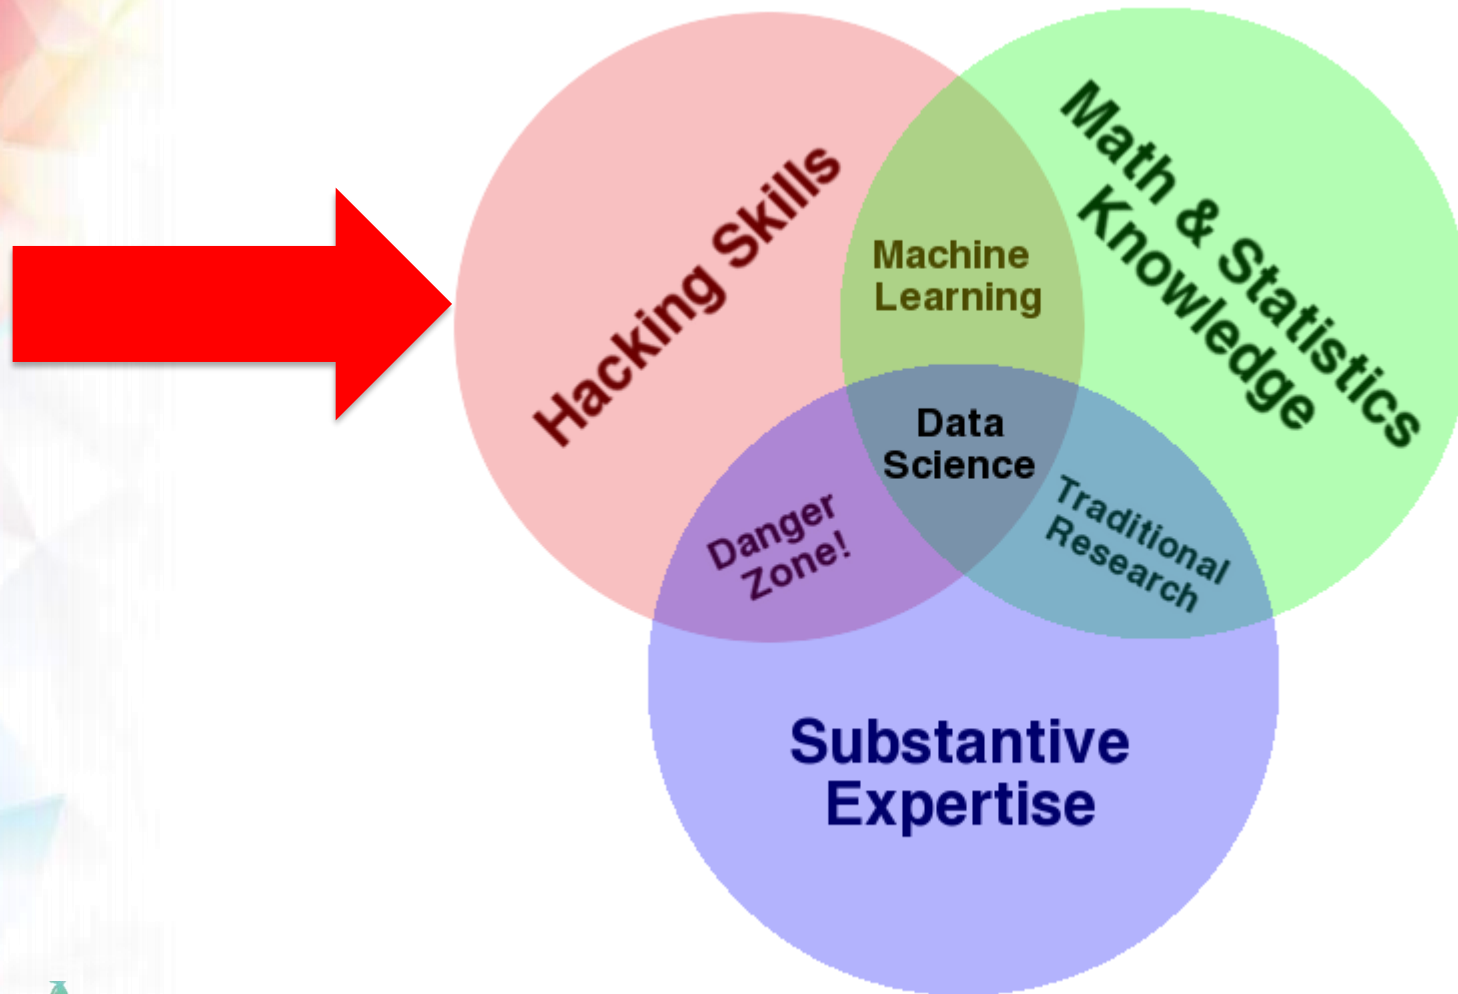 Hacking Skills
Math & Statistics
Knowledge
Machine
Learning
Data
Science
Danger
Zone!
Traditional
Research
Substantive
Expertise